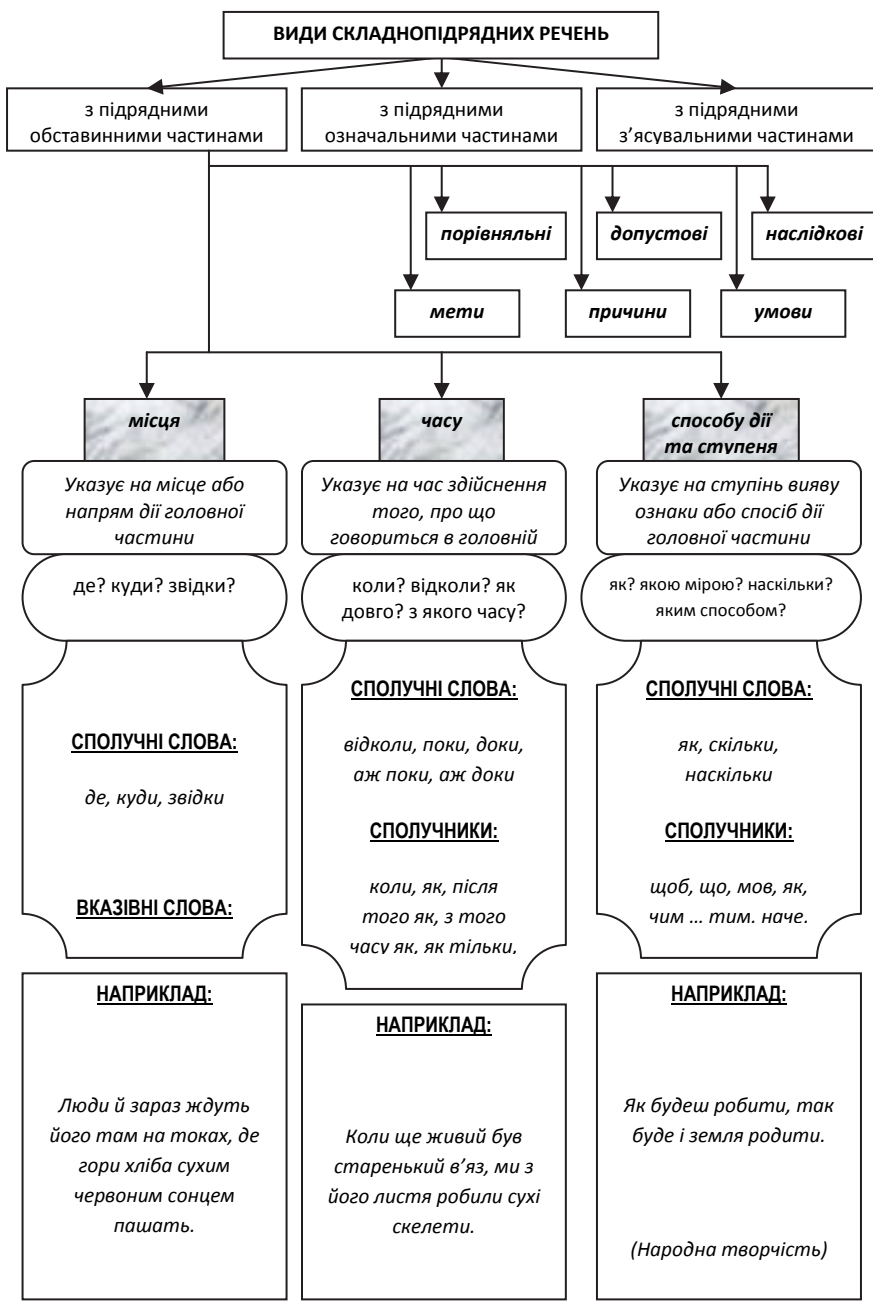 ВИДИ СКЛАДНОПІДРЯДНИХ РЕЧЕНЬ
з підрядними
обставинними частинами
з підрядними
означальними частинами
з підрядними
з’ясувальними частинами
порівняльні
допустові
наслідкові
мети
причини
умови
місця
часу
способу дії
та ступеня
Указує на місце або
напрям дії головної
частини
Указує на час здійснення
того, про що
говориться в головній
Указує на ступінь вияву
ознаки або спосіб дії
головної частини
де? куди? звідки?
коли? відколи? як
довго? з якого часу?
як? якою мірою? наскільки?
яким способом?
СПОЛУЧНІ СЛОВА:
де, куди, звідки
ВКАЗІВНІ СЛОВА:
СПОЛУЧНІ СЛОВА:
відколи, поки, доки,
аж поки, аж доки
СПОЛУЧНИКИ:
коли, як, після
того як, з того
часу як, як тільки,
СПОЛУЧНІ СЛОВА:
як, скільки,
наскільки
СПОЛУЧНИКИ:
щоб, що, мов, як,
чим ... тим. наче.
НАПРИКЛАД:
Люди й зараз ждуть
його там на токах, де
гори хліба сухим
червоним сонцем
пашать.
НАПРИКЛАД:
Коли ще живий був
старенький в’яз, ми з
його листя робили сухі
скелети.
НАПРИКЛАД:
Як будеш робити, так
буде і земля родити.
(Народна творчість)